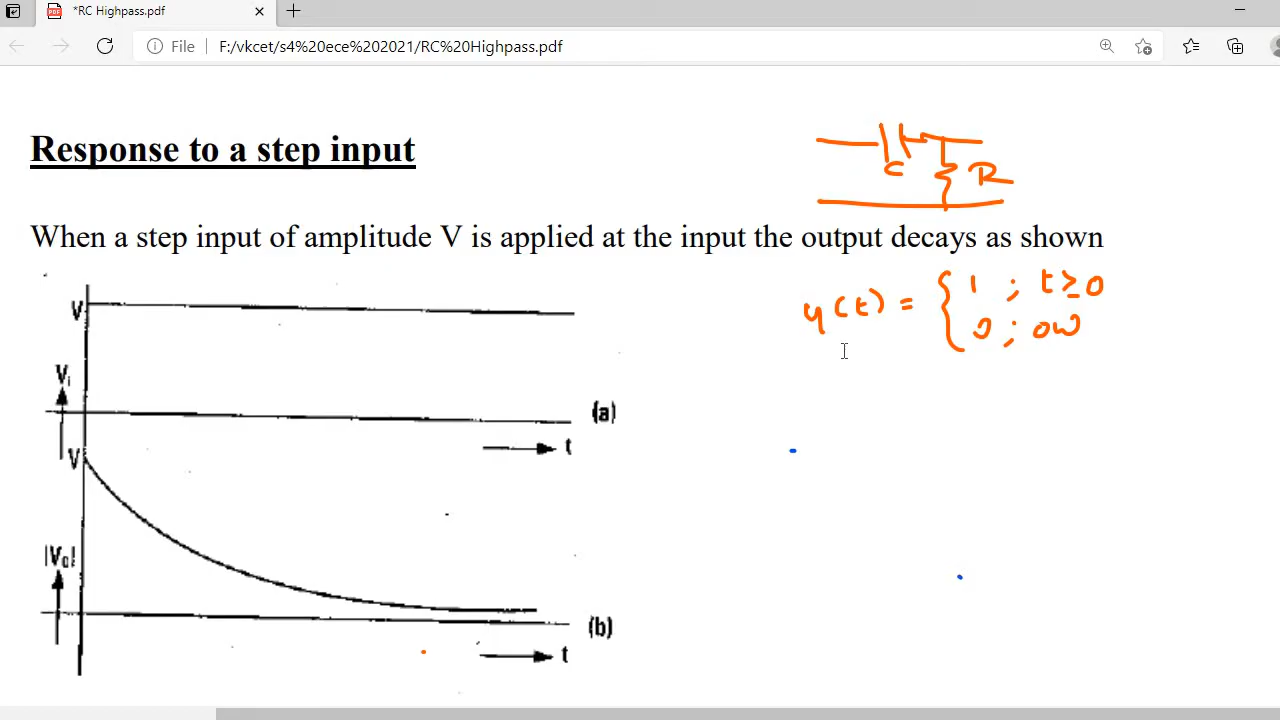 *RC Highpass.pdf
File F:/vkcet/s4%20ece%202021/RC%20Highpass.pdf
Response to a step input
C R
When a step input of amplitude V is applied at the input the output decays as shown
u(t) = { 1 ; t ≥ 0
0 ; ow
V
Vi
(a)
t
V
|Vo|
(b)
t